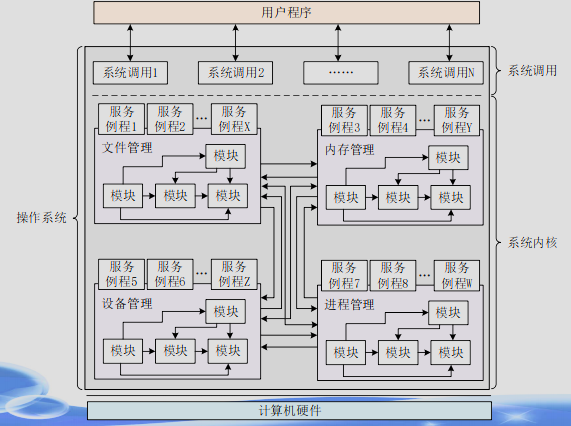 用户程序
系统调用1
系统调用2
……
系统调用N
系统调用
服务
例程1
服务
例程2
…
服务
例程X
服务
例程3
服务
例程4
…
服务
例程Y
文件管理
模块
模块
模块
模块
内存管理
模块
模块
模块
模块
操作系统
系统内核
服务
例程5
服务
例程6
…
服务
例程Z
服务
例程7
服务
例程8
…
服务
例程W
设备管理
模块
模块
模块
模块
进程管理
模块
模块
模块
模块
计算机硬件